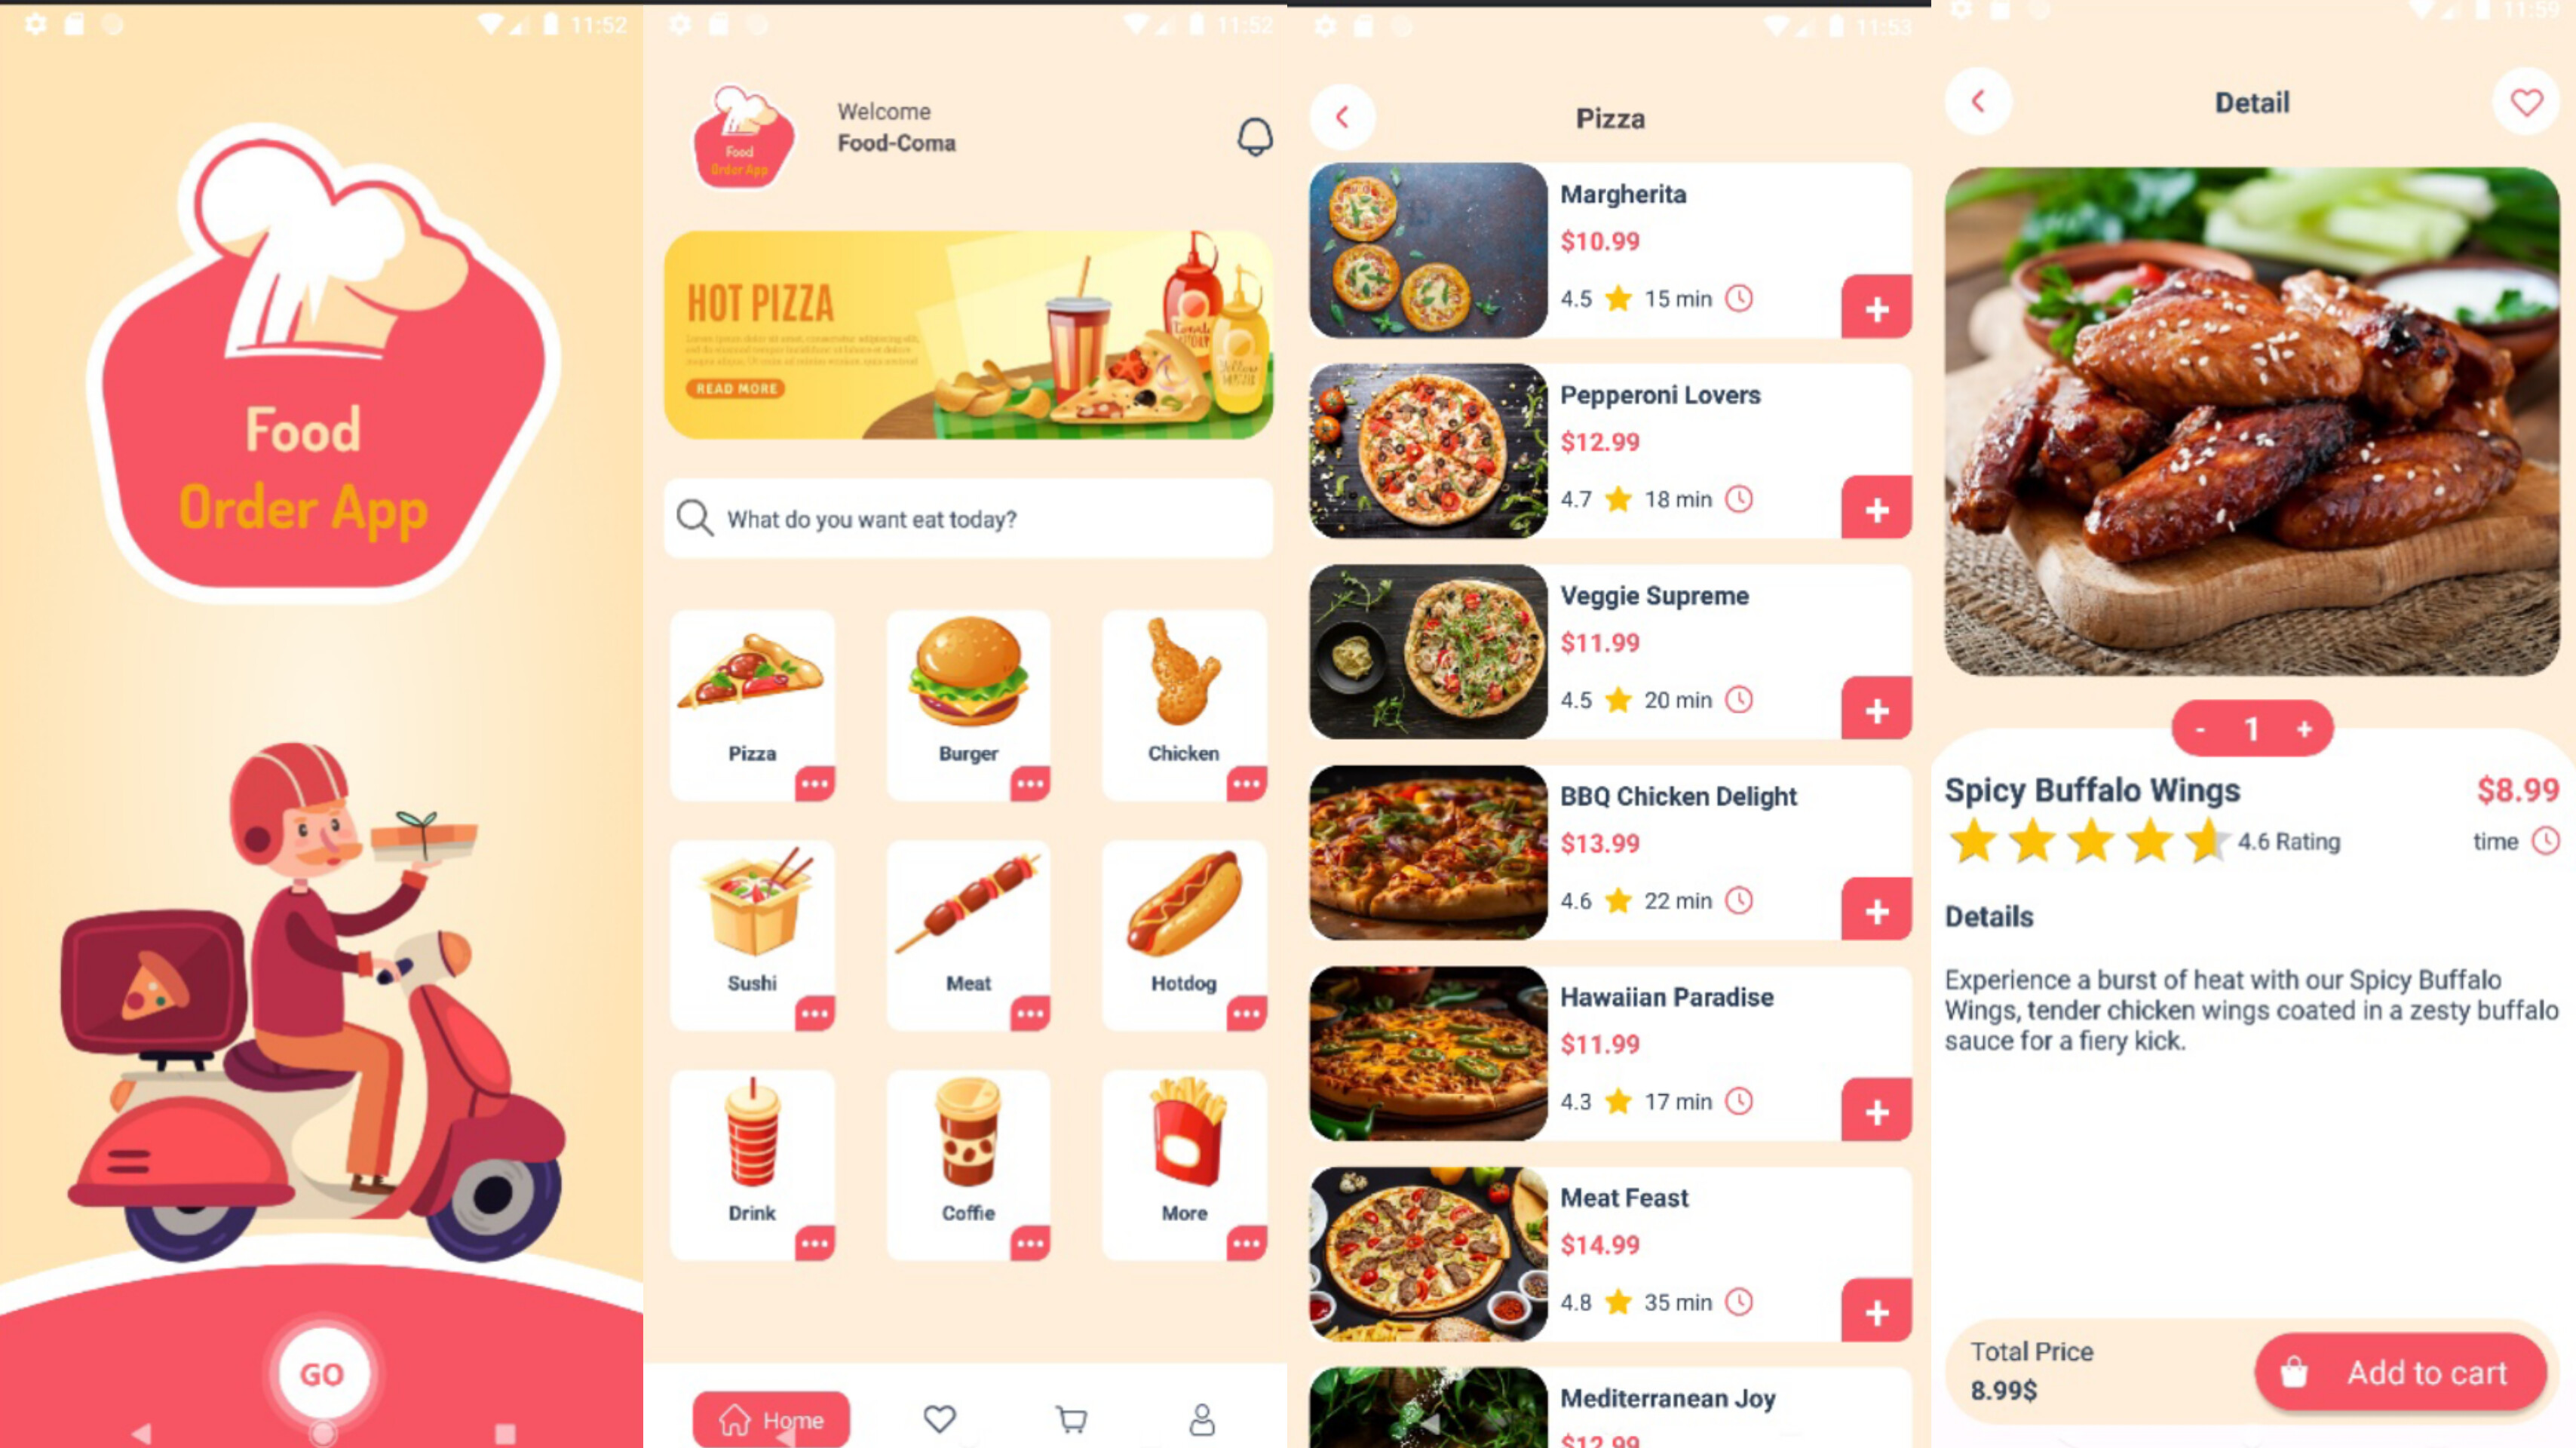 11:52
Food
Order App
GO
11:52
Food
Order App
Welcome
Food-Coma
HOT PIZZA
READ MORE
What do you want eat today?
Pizza
Burger
Chicken
Sushi
Meat
Hotdog
Drink
Coffie
More
Home
11:53
Pizza
Margherita
$10.99
4.5 15 min
+
Pepperoni Lovers
$12.99
4.7 18 min
+
Veggie Supreme
$11.99
4.5 20 min
+
BBQ Chicken Delight
$13.99
4.6 22 min
+
Hawaiian Paradise
$11.99
4.3 17 min
+
Meat Feast
$14.99
4.8 35 min
+
Mediterranean Joy
$12.99
11:59
Detail
- 1 +
Spicy Buffalo Wings $8.99
4.6 Rating time
Details
Experience a burst of heat with our Spicy Buffalo
Wings, tender chicken wings coated in a zesty buffalo
sauce for a fiery kick.
Total Price
8.99$
Add to cart